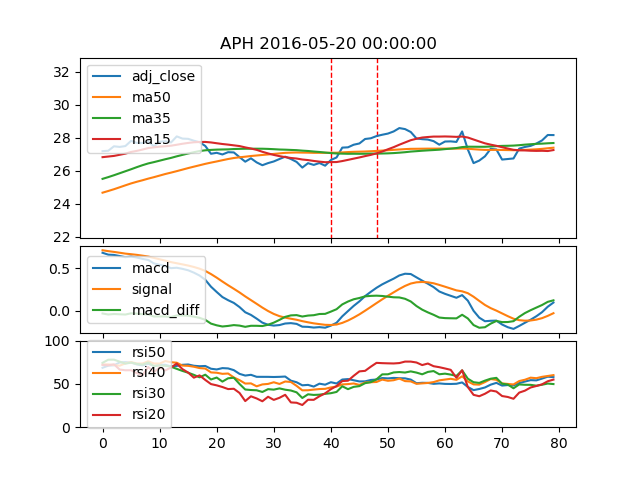 APH 2016-05-20 00:00:00
32
30
28
26
24
22
adj_close
ma50
ma35
ma15
0.5
0.0
macd
signal
macd_diff
100
50
0
rsi50
rsi40
rsi30
rsi20
0 10 20 30 40 50 60 70 80